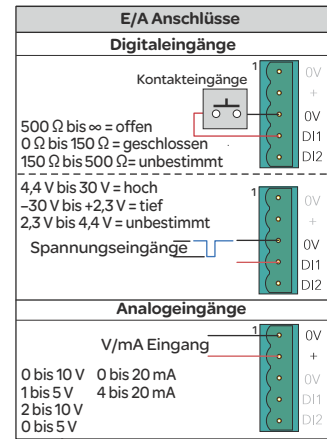 E/A Anschlüsse
Digitaleingänge
Kontakteingänge
1
0V
+
0V
DI1
DI2
500 Ω bis ∞ = offen
0 Ω bis 150 Ω = geschlossen
150 Ω bis 500 Ω = unbestimmt
4,4 V bis 30 V = hoch
–30 V bis +2,3 V = tief
2,3 V bis 4,4 V = unbestimmt
Spannungseingänge
1
0V
+
0V
DI1
DI2
Analogeingänge
V/mA Eingang
1
0V
+
0V
DI1
DI2
0 bis 10 V 0 bis 20 mA
1 bis 5 V 4 bis 20 mA
2 bis 10 V
0 bis 5 V